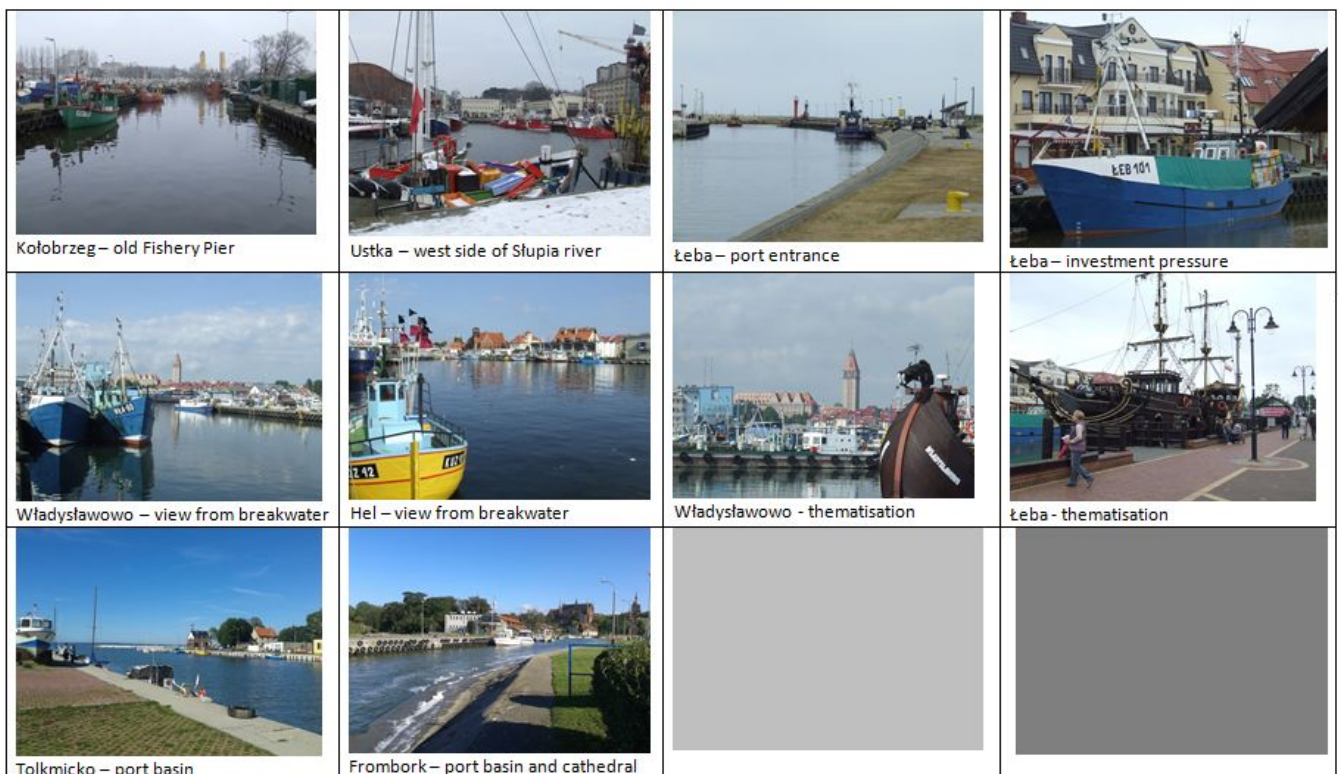 Kołobrzeg – old Fishery Pier
Ustka – west side of Słupia river
Łeba – port entrance
ŁEB 101
Łeba – investment pressure
Władysławowo – view from breakwater
KUZ 42
Hel – view from breakwater
Władysławowo - thematisation
Łeba - thematisation
Tolkmicko – port basin
Frombork – port basin and cathedral